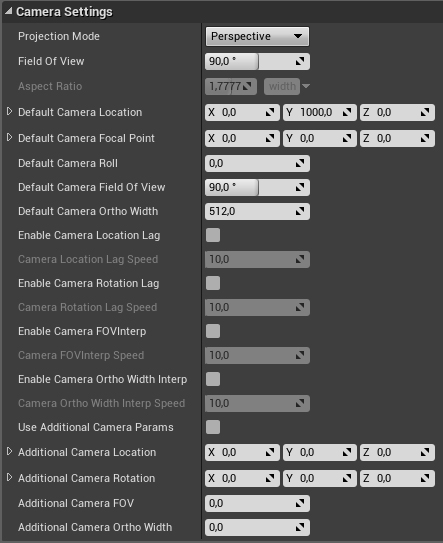 Camera Settings
Projection Mode Perspective
Field Of View 90,0 °
Aspect Ratio 1,7777 width
Default Camera Location X 0,0 Y 1000,0 Z 0,0
Default Camera Focal Point X 0,0 Y 0,0 Z 0,0
Default Camera Roll 0,0
Default Camera Field Of View 90,0 °
Default Camera Ortho Width 512,0
Enable Camera Location Lag
Camera Location Lag Speed 10,0
Enable Camera Rotation Lag
Camera Rotation Lag Speed 10,0
Enable Camera FOVInterp
Camera FOVInterp Speed 10,0
Enable Camera Ortho Width Interp
Camera Ortho Width Interp Speed 10,0
Use Additional Camera Params
Additional Camera Location X 0,0 Y 0,0 Z 0,0
Additional Camera Rotation X 0,0 Y 0,0 Z 0,0
Additional Camera FOV 0,0
Additional Camera Ortho Width 0,0